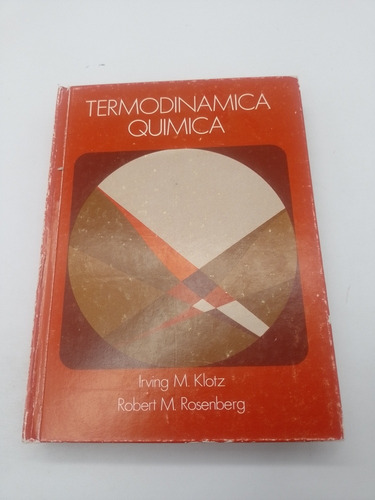 TERMODINAMICA
QUIMICA
Irving M. Klotz
Robert M. Rosenberg